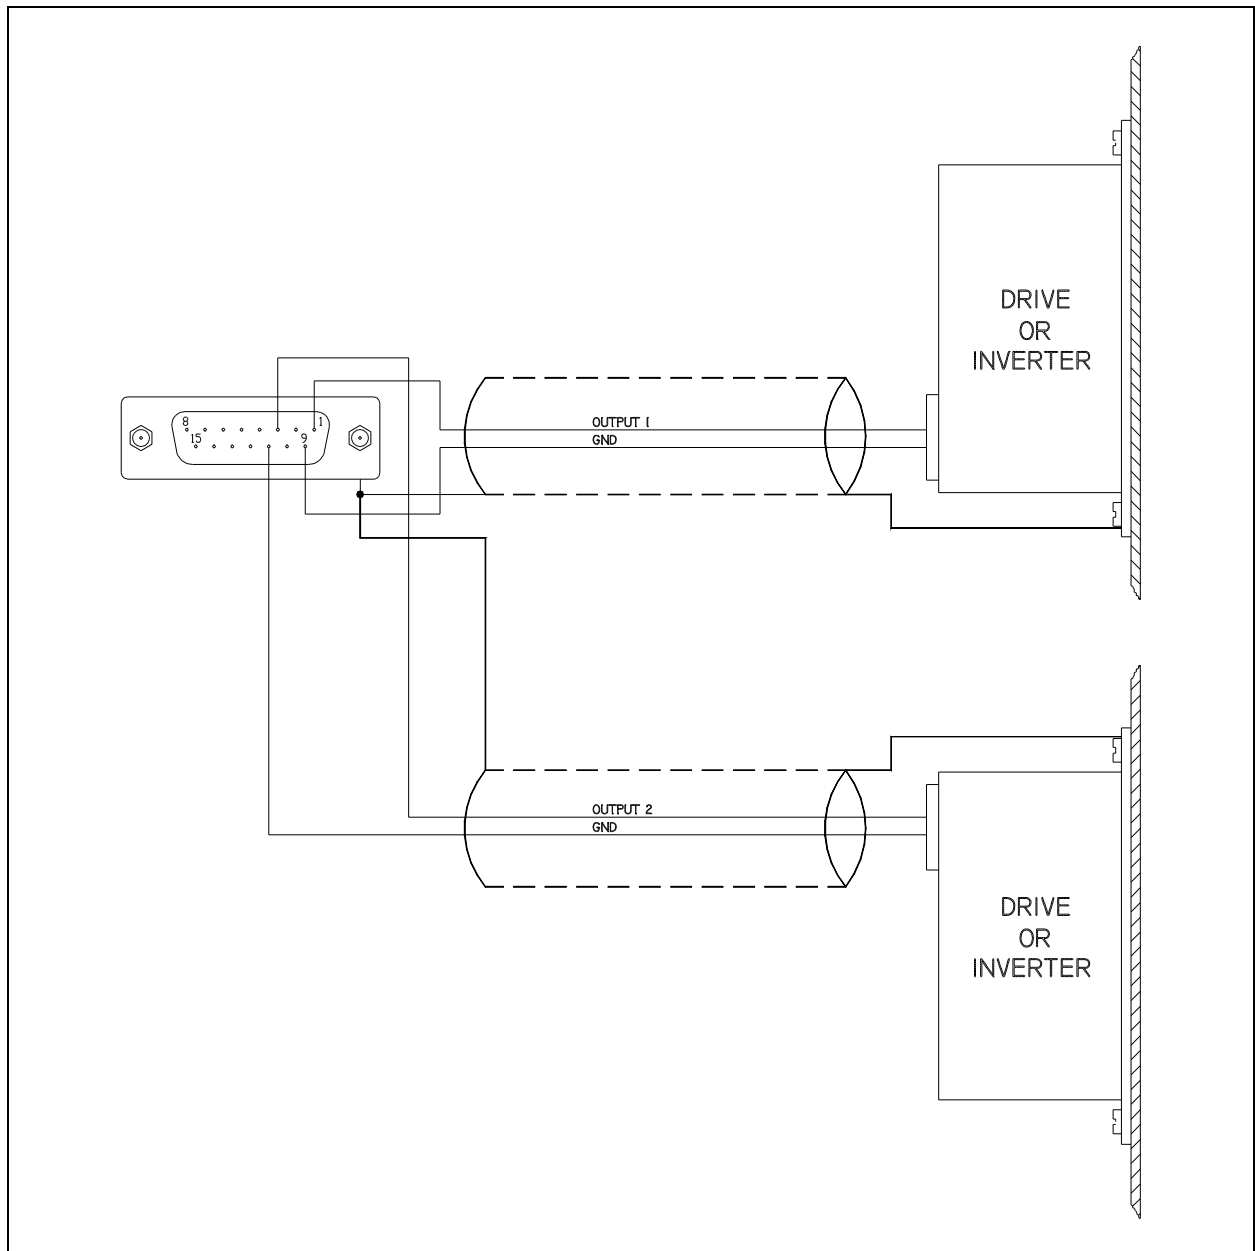 DRIVE
OR
INVERTER
8 1
15 9
OUTPUT 1
GND
OUTPUT 2
GND
DRIVE
OR
INVERTER